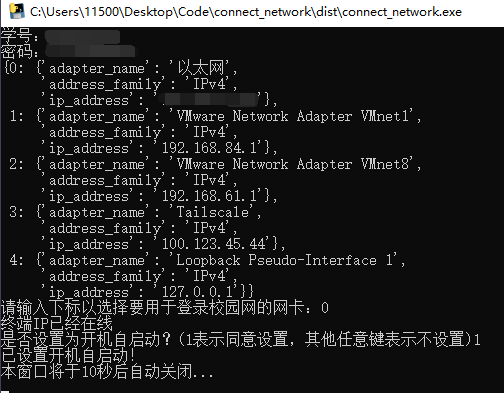 C:\Users\11500\Desktop\Code\connect_network\dist\connect_network.exe
学号:
密码:
{0: {'adapter_name': '以太网',
'address_family': 'IPv4',
'ip_address': '},
1: {'adapter_name': 'VMware Network Adapter VMnet1',
'address_family': 'IPv4',
'ip_address': '192.168.84.1'},
2: {'adapter_name': 'VMware Network Adapter VMnet8',
'address_family': 'IPv4',
'ip_address': '192.168.61.1'},
3: {'adapter_name': 'Tailscale',
'address_family': 'IPv4',
'ip_address': '100.123.45.44'},
4: {'adapter_name': 'Loopback Pseudo-Interface 1',
'address_family': 'IPv4',
'ip_address': '127.0.0.1'}}
请输入下标以选择要用于登录校园网的网卡: 0
终端IP已经在线
是否设置为开机自启动? (1表示同意设置, 其他任意键表示不设置)1
已设置开机自启动!
本窗口将于10秒后自动关闭...